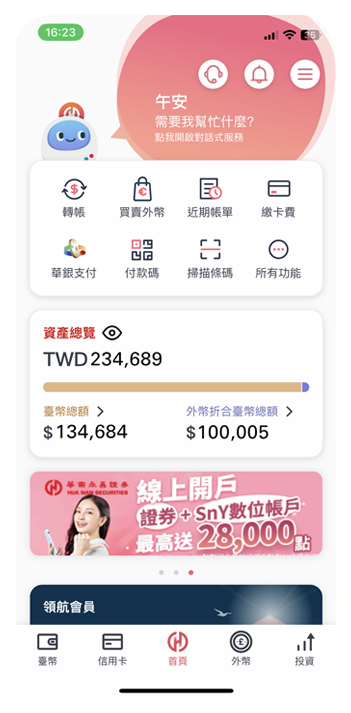 16:23
35
午安
需要我幫忙什麼?
點我開啟對話式服務
轉帳
買賣外幣
近期帳單
繳卡費
華銀支付
付款碼
掃描條碼
所有功能
資產總覽
TWD 234,689
臺幣總額
外幣折合臺幣總額
$ 134,684
$100,005
華南永昌證券
HUA NAN SECURITIES
線上開戶
證券+SnY數位帳戶
最高送28,000點
領航會員
臺幣
信用卡
首頁
外幣
投資